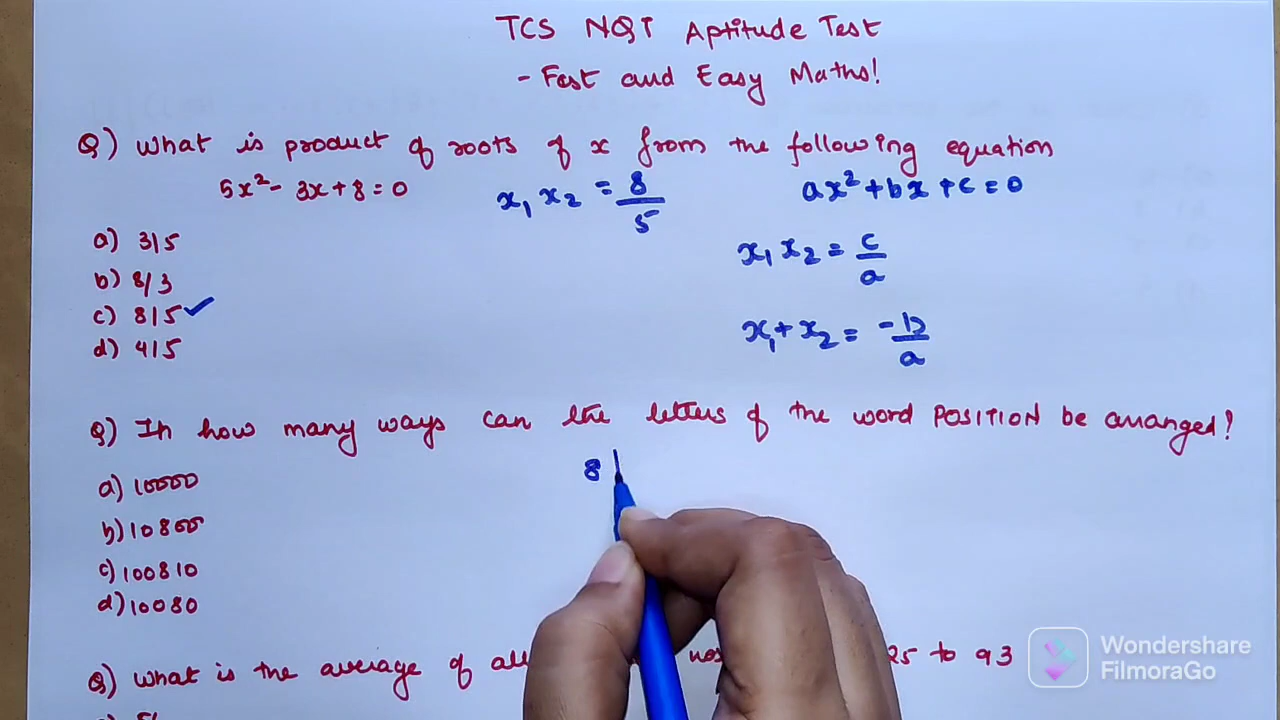 TCS NQT Aptitude Test
- Fast and Easy Maths!
Q) What is product of roots of x from the following equation
5x² - 3x + 8 = 0 x₁ x₂ = 8/5 ax² + bx + c = 0
a) 3/5
b) 8/3
c) 8/5 ✓
d) 4/5
x₁ x₂ = c/a
x₁ + x₂ = -b/a
Q) In how many ways can the letters of the word POSITION be arranged?
8
a) 10000
b) 10800
c) 100810
d) 10080
Q) What is the average of all nos 25 to 93
Wondershare
FilmoraGo